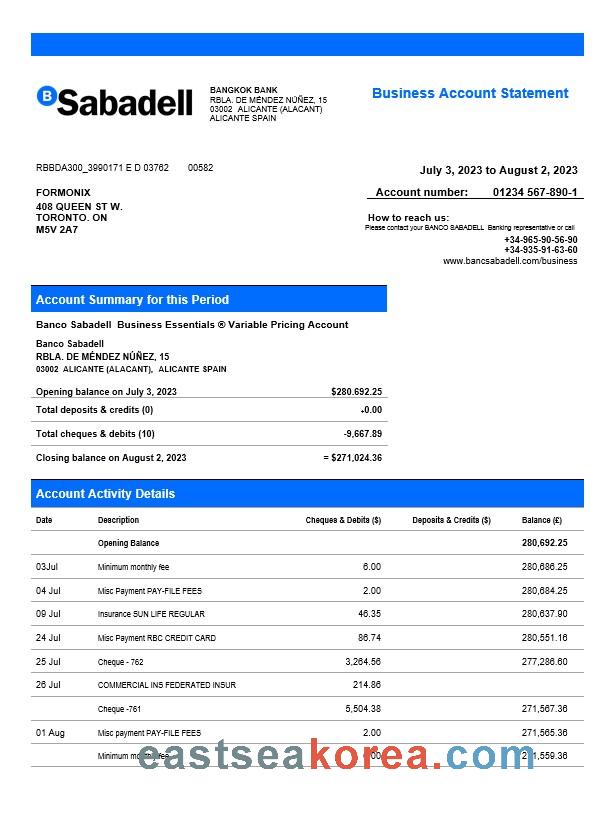 B Sabadell
BANGKOK BANK
RBLA. DE MÉNDEZ NÚÑEZ, 15
03002 ALICANTE (ALACANT)
ALICANTE SPAIN
Business Account Statement
RBBDA300_3990171 E D 03762 00582
July 3, 2023 to August 2, 2023
Account number: 01234 567-890-1
FORMONIX
408 QUEEN ST W.
TORONTO. ON
M5V 2A7
How to reach us:
Please contact your BANCO SABADELL Banking representative or call
+34-965-90-56-90
+34-935-91-63-60
www.bancsabadell.com/business
Account Summary for this Period
Banco Sabadell Business Essentials ® Variable Pricing Account
Banco Sabadell
RBLA. DE MÉNDEZ NÚÑEZ, 15
03002 ALICANTE (ALACANT), ALICANTE SPAIN
Opening balance on July 3, 2023 $280.692.25
Total deposits & credits (0) +0.00
Total cheques & debits (10) -9,667.89
Closing balance on August 2, 2023 = $271,024.36
Account Activity Details
Date Description Cheques & Debits ($) Deposits & Credits ($) Balance (£)
Opening Balance 280,692.25
03Jul Minimum monthly fee 6.00 280,686.25
04 Jul Misc Payment PAY-FILE FEES 2.00 280,684.25
09 Jul Insurance SUN LIFE REGULAR 46.35 280,637.90
24 Jul Misc Payment RBC CREDIT CARD 86.74 280,551.16
25 Jul Cheque - 762 3,264.56 277,286.60
26 Jul COMMERCIAL INS FEDERATED INSUR 214.86
Cheque -761 5,504.38 271,567.36
01 Aug Misc payment PAY-FILE FEES 2.00 271,565.36
Minimum monthly fee
eastseakorea.com